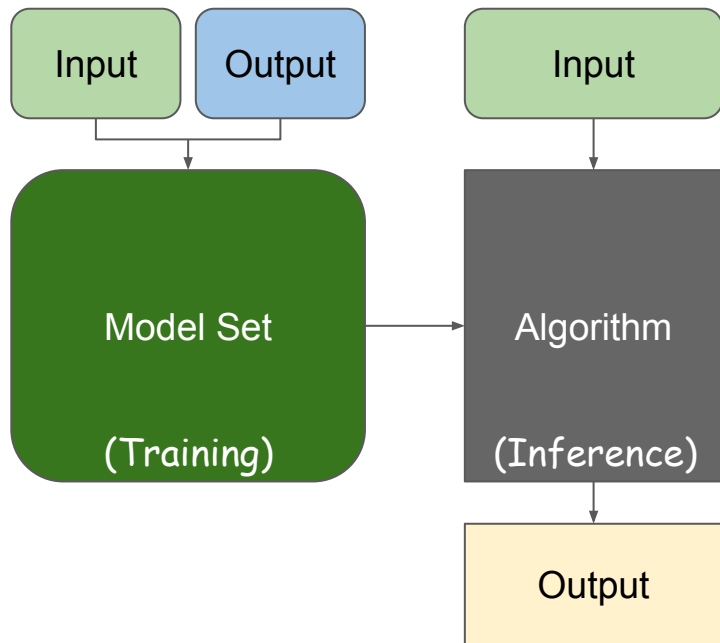 Input
Output
Input
Model Set
(Training)
Algorithm
(Inference)
Output